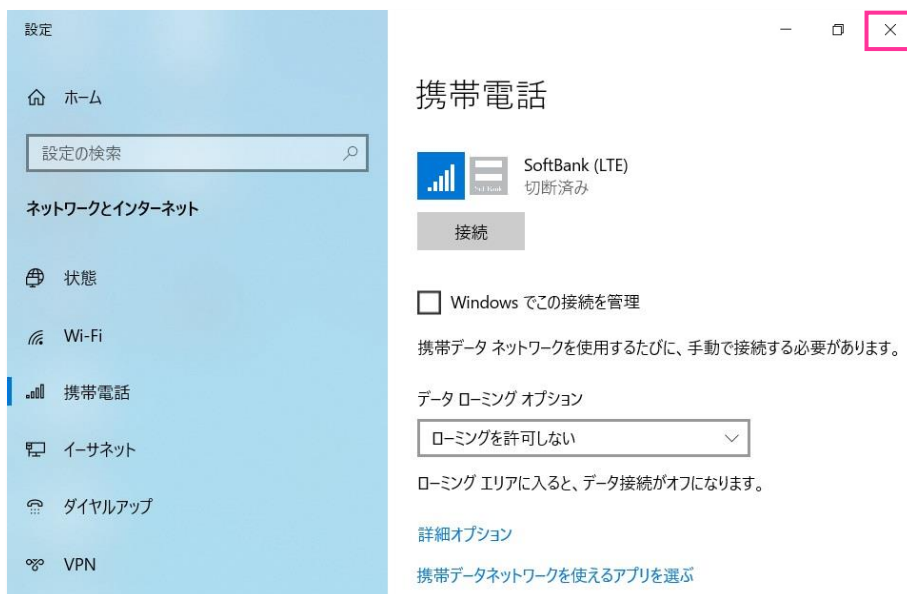 設定
ホーム
設定の検索
ネットワークとインターネット
状態
Wi-Fi
携帯電話
イーサネット
ダイヤルアップ
VPN
携帯電話
SoftBank (LTE)
切断済み
接続
Windows でこの接続を管理
携帯データ ネットワークを使用するたびに、手動で接続する必要があります。
データ ローミング オプション
ローミングを許可しない
ローミング エリアに入ると、データ接続がオフになります。
詳細オプション
携帯データネットワークを使えるアプリを選ぶ